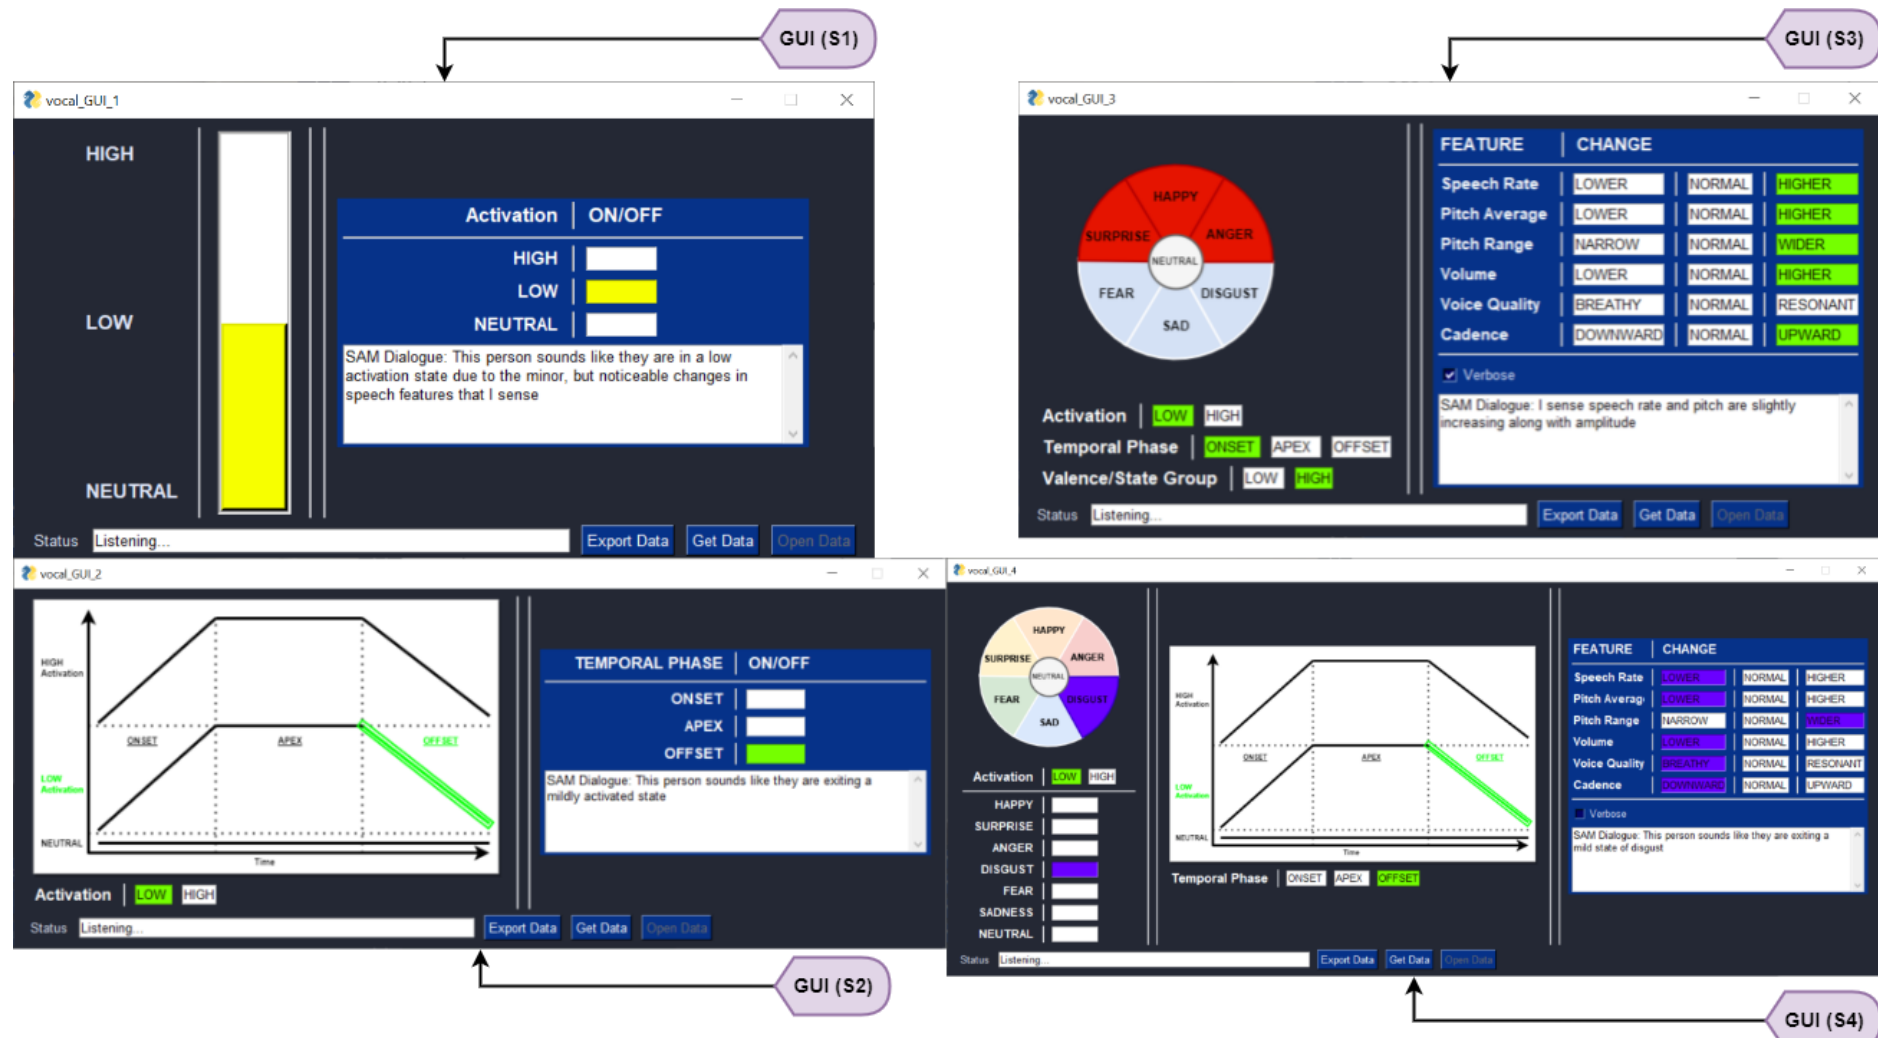 GUI (S1)
vocal_GUI_1
HIGH
LOW
NEUTRAL
Activation ON/OFF
HIGH
LOW
NEUTRAL
SAM Dialogue: This person sounds like they are in a low
activation state due to the minor, but noticeable changes in
speech features that I sense
Status Listening... Export Data Get Data Open Data
GUI (S3)
vocal_GUI_3
HAPPY
SURPRISE ANGER
NEUTRAL
FEAR DISGUST
SAD
Activation LOW HIGH
Temporal Phase ONSET APEX OFFSET
Valence/State Group LOW HIGH
FEATURE CHANGE
Speech Rate LOWER NORMAL HIGHER
Pitch Average LOWER NORMAL HIGHER
Pitch Range NARROW NORMAL WIDER
Volume LOWER NORMAL HIGHER
Voice Quality BREATHY NORMAL RESONANT
Cadence DOWNWARD NORMAL UPWARD
Verbose
SAM Dialogue: I sense speech rate and pitch are slightly
increasing along with amplitude
Status Listening... Export Data Get Data Open Data
vocal_GUI_2
HIGH
Activation
ONSET APEX OFFSET
LOW
Activation
NEUTRAL
Time
Activation LOW HIGH
TEMPORAL PHASE ON/OFF
ONSET
APEX
OFFSET
SAM Dialogue: This person sounds like they are exiting a
mildly activated state
Status Listening... Export Data Get Data Open Data
GUI (S2)
vocal_GUI_4
HAPPY
SURPRISE ANGER
NEUTRAL
FEAR DISGUST
SAD
Activation LOW HIGH
HAPPY
SURPRISE
ANGER
DISGUST
FEAR
SADNESS
NEUTRAL
HIGH
Activation
ONSET APEX OFFSET
LOW
Activation
NEUTRAL
Time
Temporal Phase ONSET APEX OFFSET
FEATURE CHANGE
Speech Rate LOWER NORMAL HIGHER
Pitch Averag LOWER NORMAL HIGHER
Pitch Range NARROW NORMAL WIDER
Volume LOWER NORMAL HIGHER
Voice Quality BREATHY NORMAL RESONANT
Cadence DOWNWARD NORMAL UPWARD
Verbose
SAM Dialogue: This person sounds like they are exiting a
mild state of disgust
Status Listening... Export Data Get Data Open Data
GUI (S4)